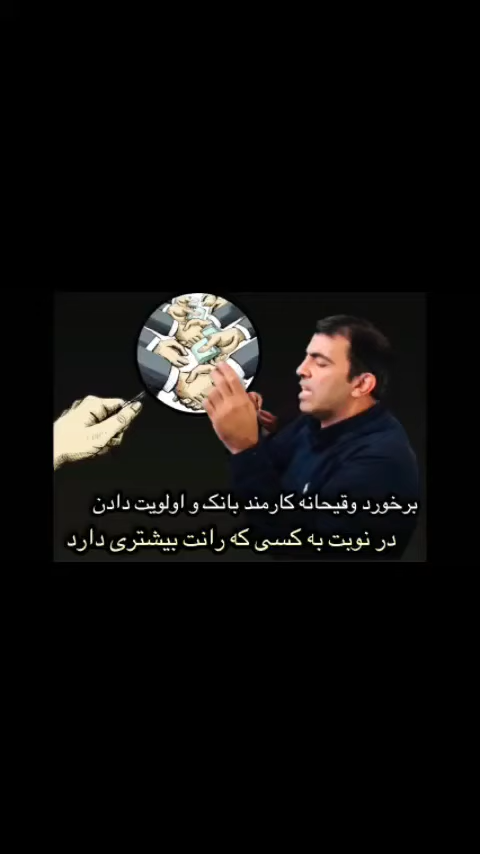 برخورد وقیحانه کارمند بانک و اولویت دادن
در نوبت به کسی که رانت بیشتری دارد